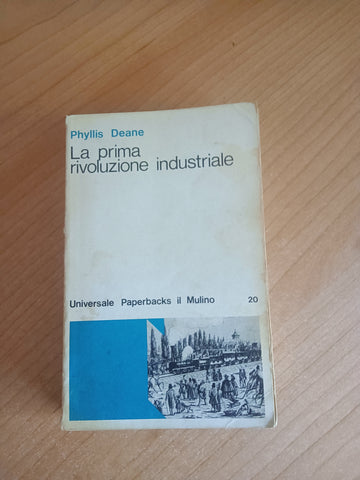 Phyllis Deane
La prima
rivoluzione industriale
Universale Paperbacks il Mulino 20